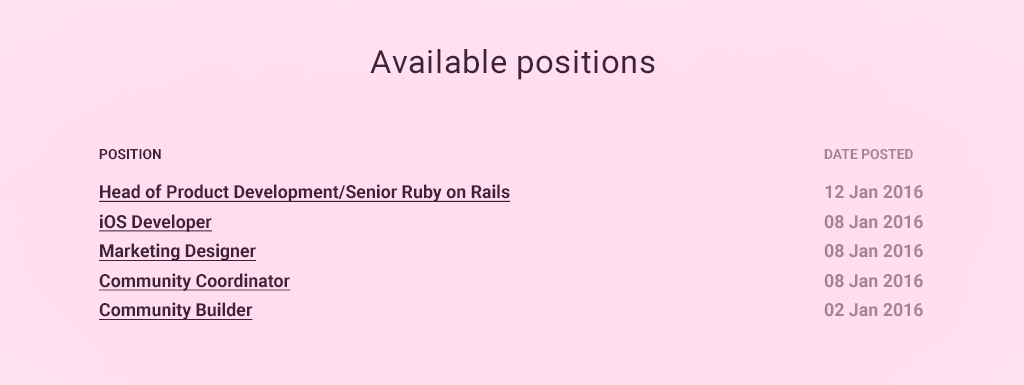 Available positions
POSITION DATE POSTED
Head of Product Development/Senior Ruby on Rails 12 Jan 2016
iOS Developer 08 Jan 2016
Marketing Designer 08 Jan 2016
Community Coordinator 08 Jan 2016
Community Builder 02 Jan 2016